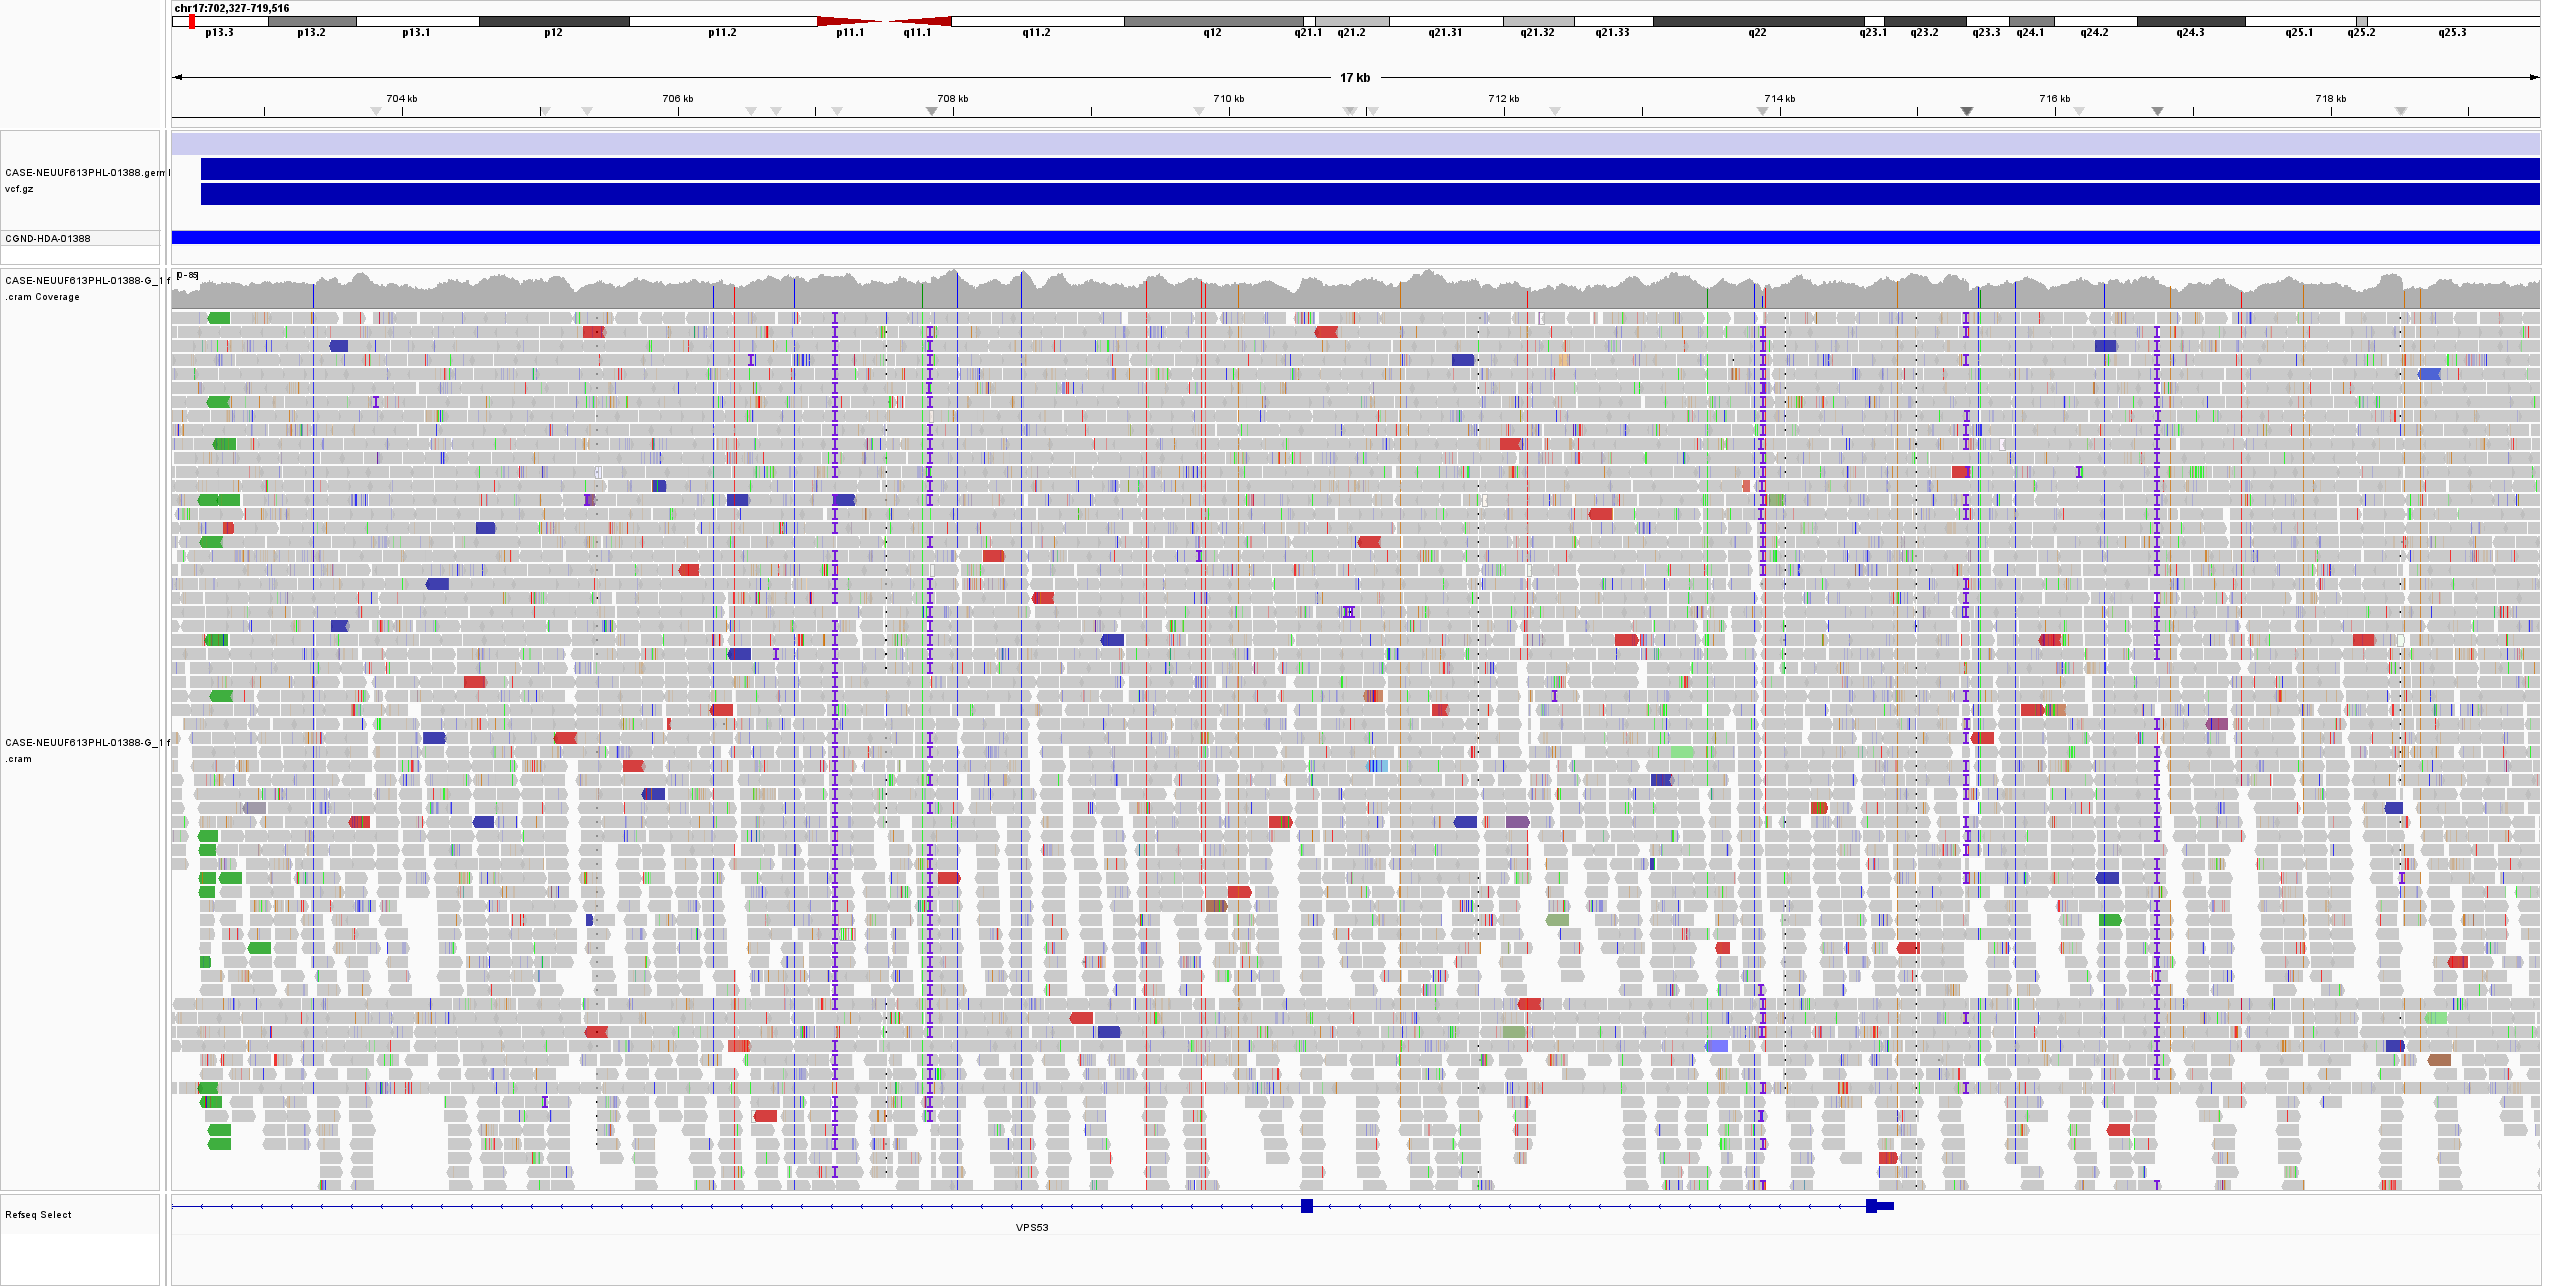 chr17:702,327-719,516
p13.3 p13.2 p13.1 p12 p11.2 p11.1 q11.1 q11.2 q12 q21.1 q21.2 q21.31 q21.32 q21.33 q22 q23.1 q23.2 q23.3 q24.1 q24.2 q24.3 q25.1 q25.2 q25.3
17 kb
704 kb 706 kb 708 kb 710 kb 712 kb 714 kb 716 kb 718 kb
CASE-NEUUF613PHL-01388.germl
vcf.gz
CGND-HDA-01388
CASE-NEUUF613PHL-01388-G_1.f
.cram Coverage
CASE-NEUUF613PHL-01388-G_1.f
.cram
Refseq Select
VPS53